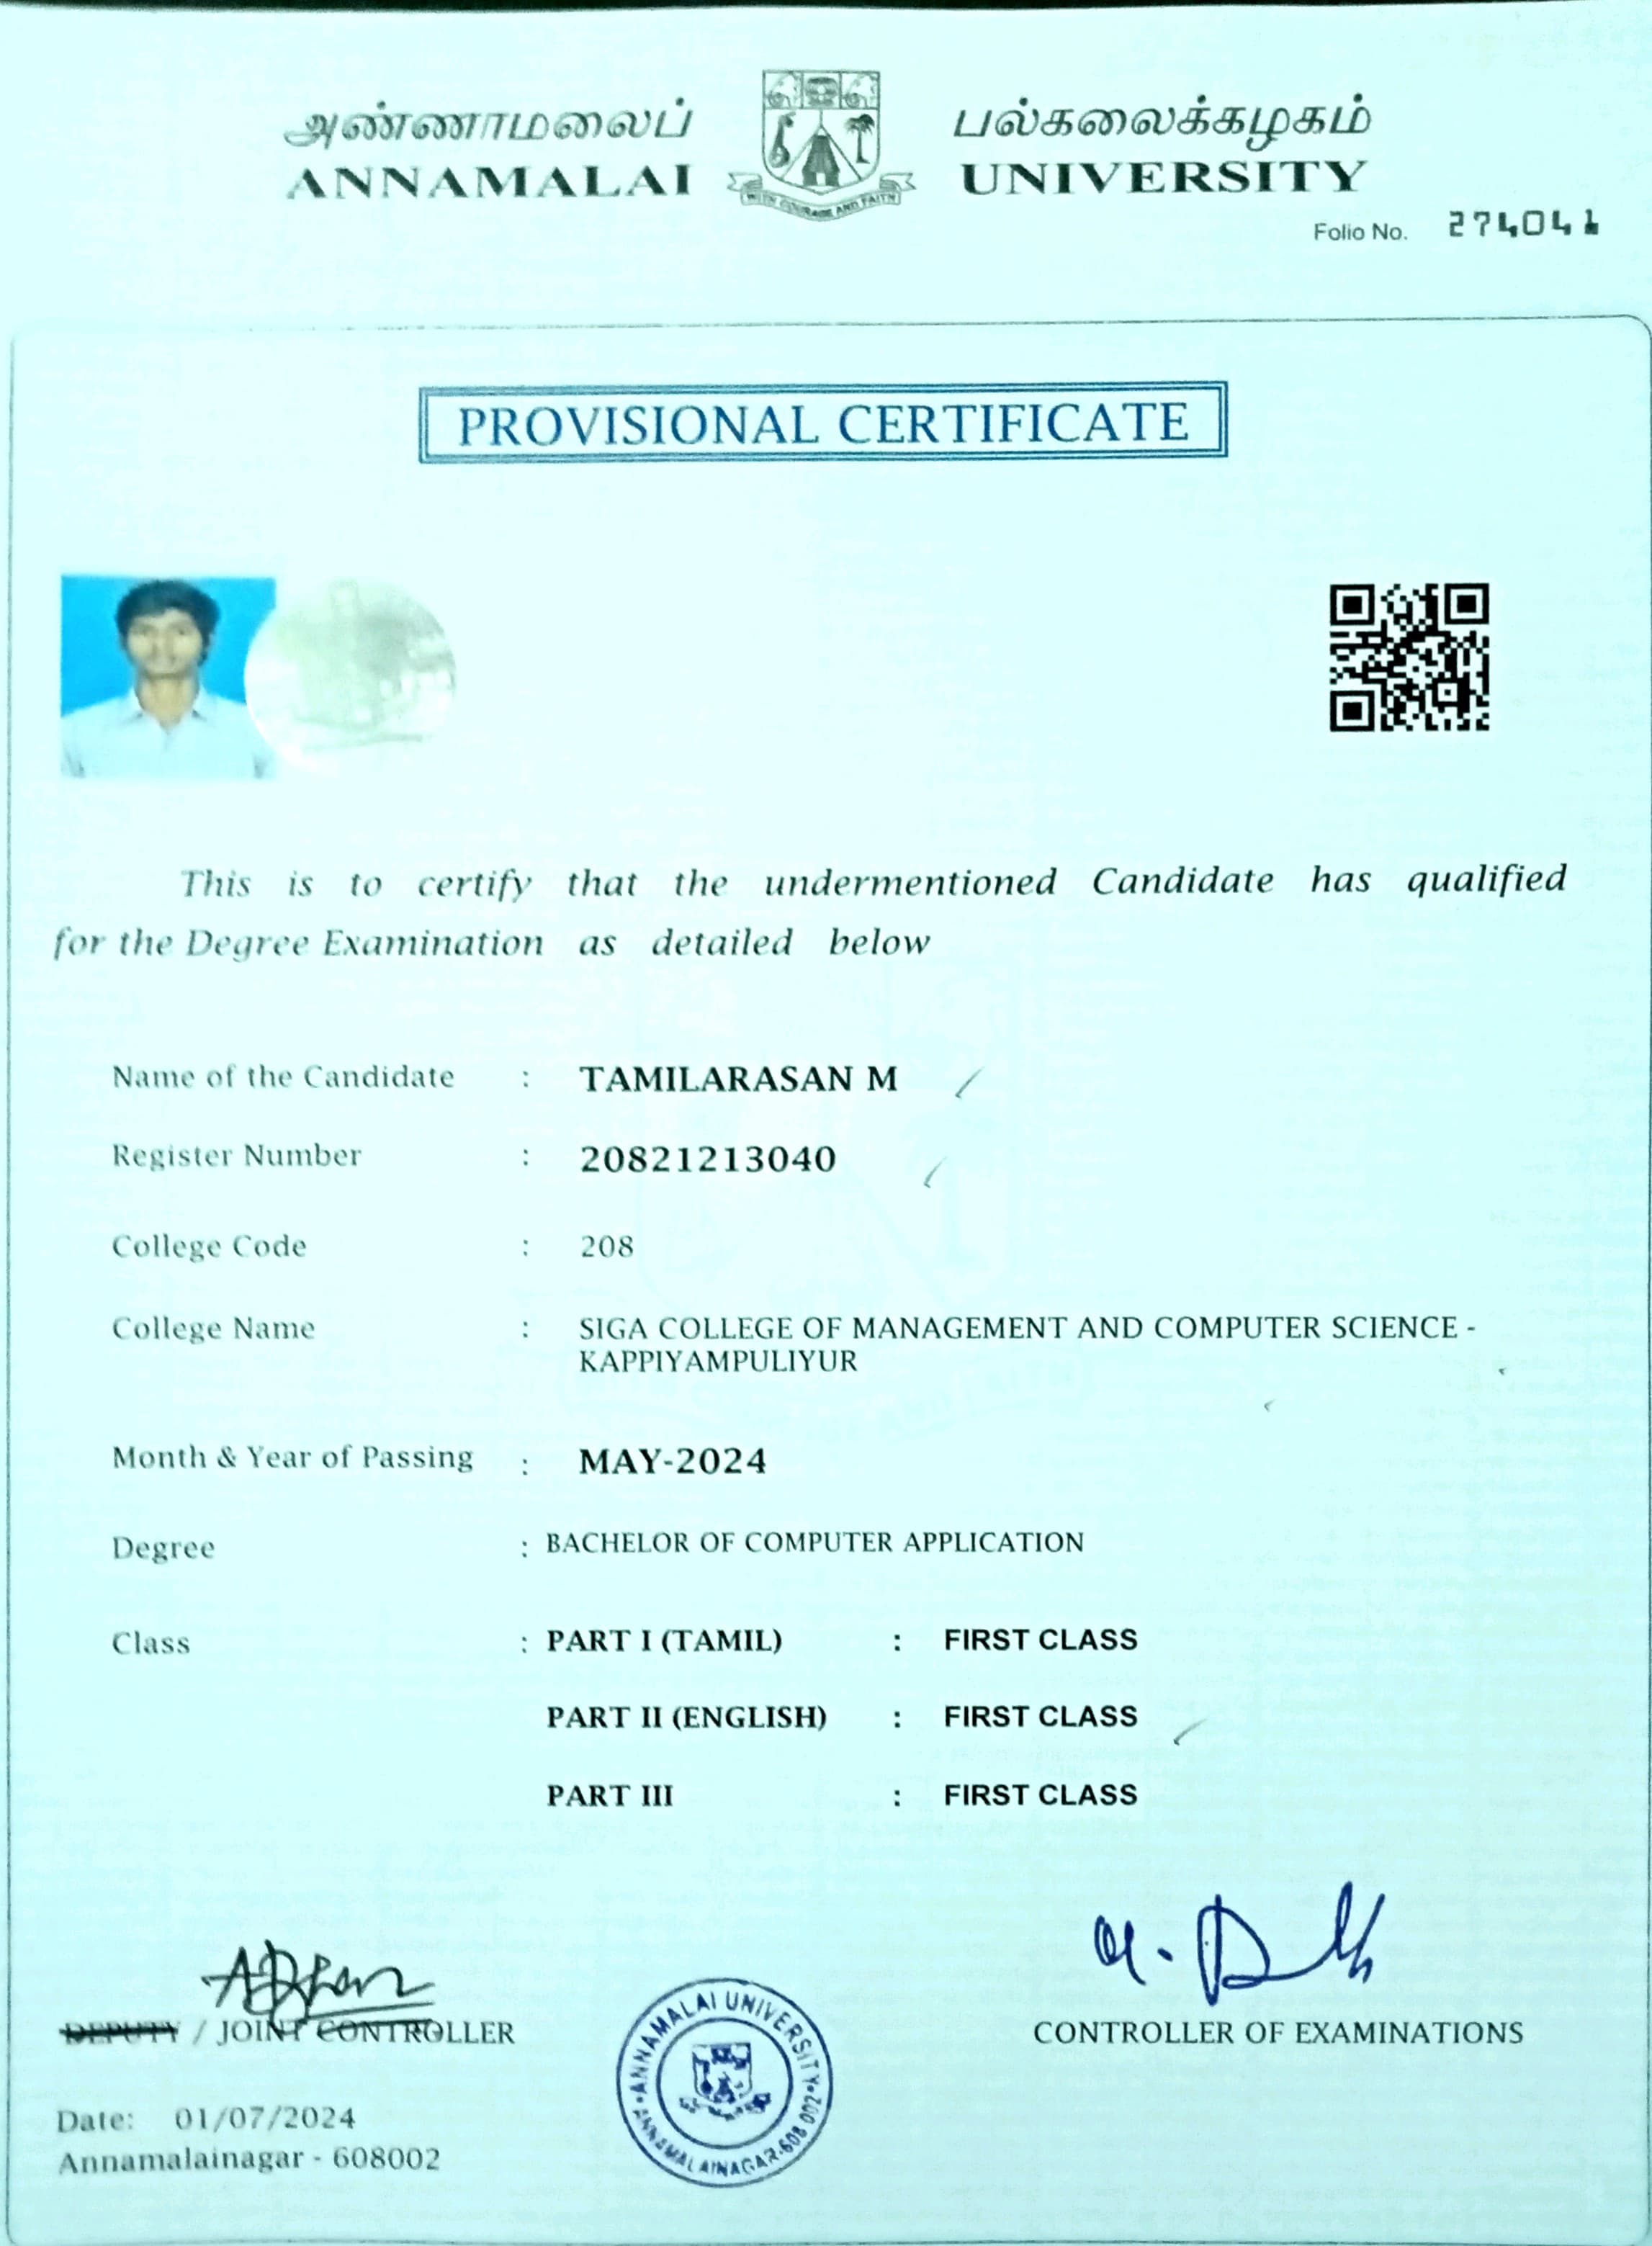 அண்ணாமலைப் பல்கலைக்கழகம்
ANNAMALAI UNIVERSITY
WITH COURAGE AND FAITH
Folio No. 274041
PROVISIONAL CERTIFICATE
This is to certify that the undermentioned Candidate has qualified
for the Degree Examination as detailed below
Name of the Candidate : TAMILARASAN M
Register Number : 20821213040
College Code : 208
College Name : SIGA COLLEGE OF MANAGEMENT AND COMPUTER SCIENCE -
KAPPIYAMPULIYUR
Month & Year of Passing : MAY-2024
Degree : BACHELOR OF COMPUTER APPLICATION
Class : PART I (TAMIL) : FIRST CLASS
PART II (ENGLISH) : FIRST CLASS
PART III : FIRST CLASS
DEPUTY / JOINT CONTROLLER
CONTROLLER OF EXAMINATIONS
ANNAMALAI UNIVERSITY
ANNAMALAINAGAR-608 002
Date: 01/07/2024
Annamalainagar - 608002